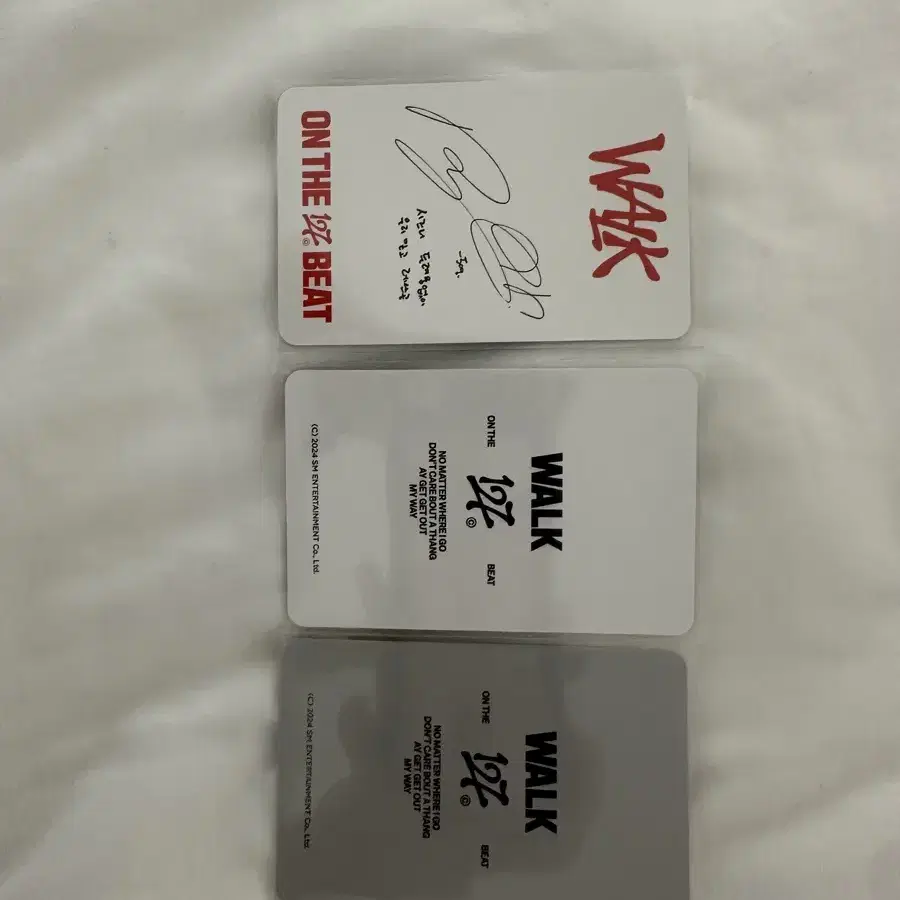 WALK
우리
ON THE 127 © BEAT
WALK
ON THE 127 © BEAT
NO MATTER WHERE I GO
DON'T CARE BOUT A THANG
AY GET GET OUT
MY WAY
(C) 2024 SM ENTERTAINMENT Co., Ltd.
WALK
ON THE 127 © BEAT
NO MATTER WHERE I GO
DON'T CARE BOUT A THANG
AY GET GET OUT
MY WAY
(C) 2024 SM ENTERTAINMENT Co., Ltd.